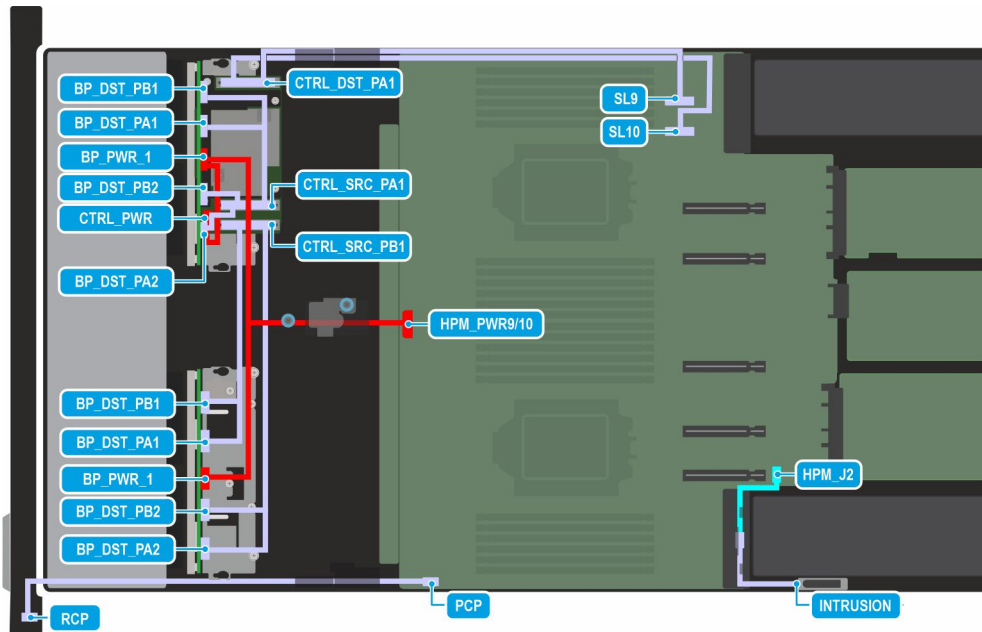 BP_DST_PB1
CTRL_DST_PA1
SL9
BP_DST_PA1
SL10
BP_PWR_1
BP_DST_PB2
CTRL_SRC_PA1
CTRL_PWR
CTRL_SRC_PB1
BP_DST_PA2
HPM_PWR9/10
BP_DST_PB1
BP_DST_PA1
BP_PWR_1
HPM_J2
BP_DST_PB2
BP_DST_PA2
RCP
PCP
INTRUSION